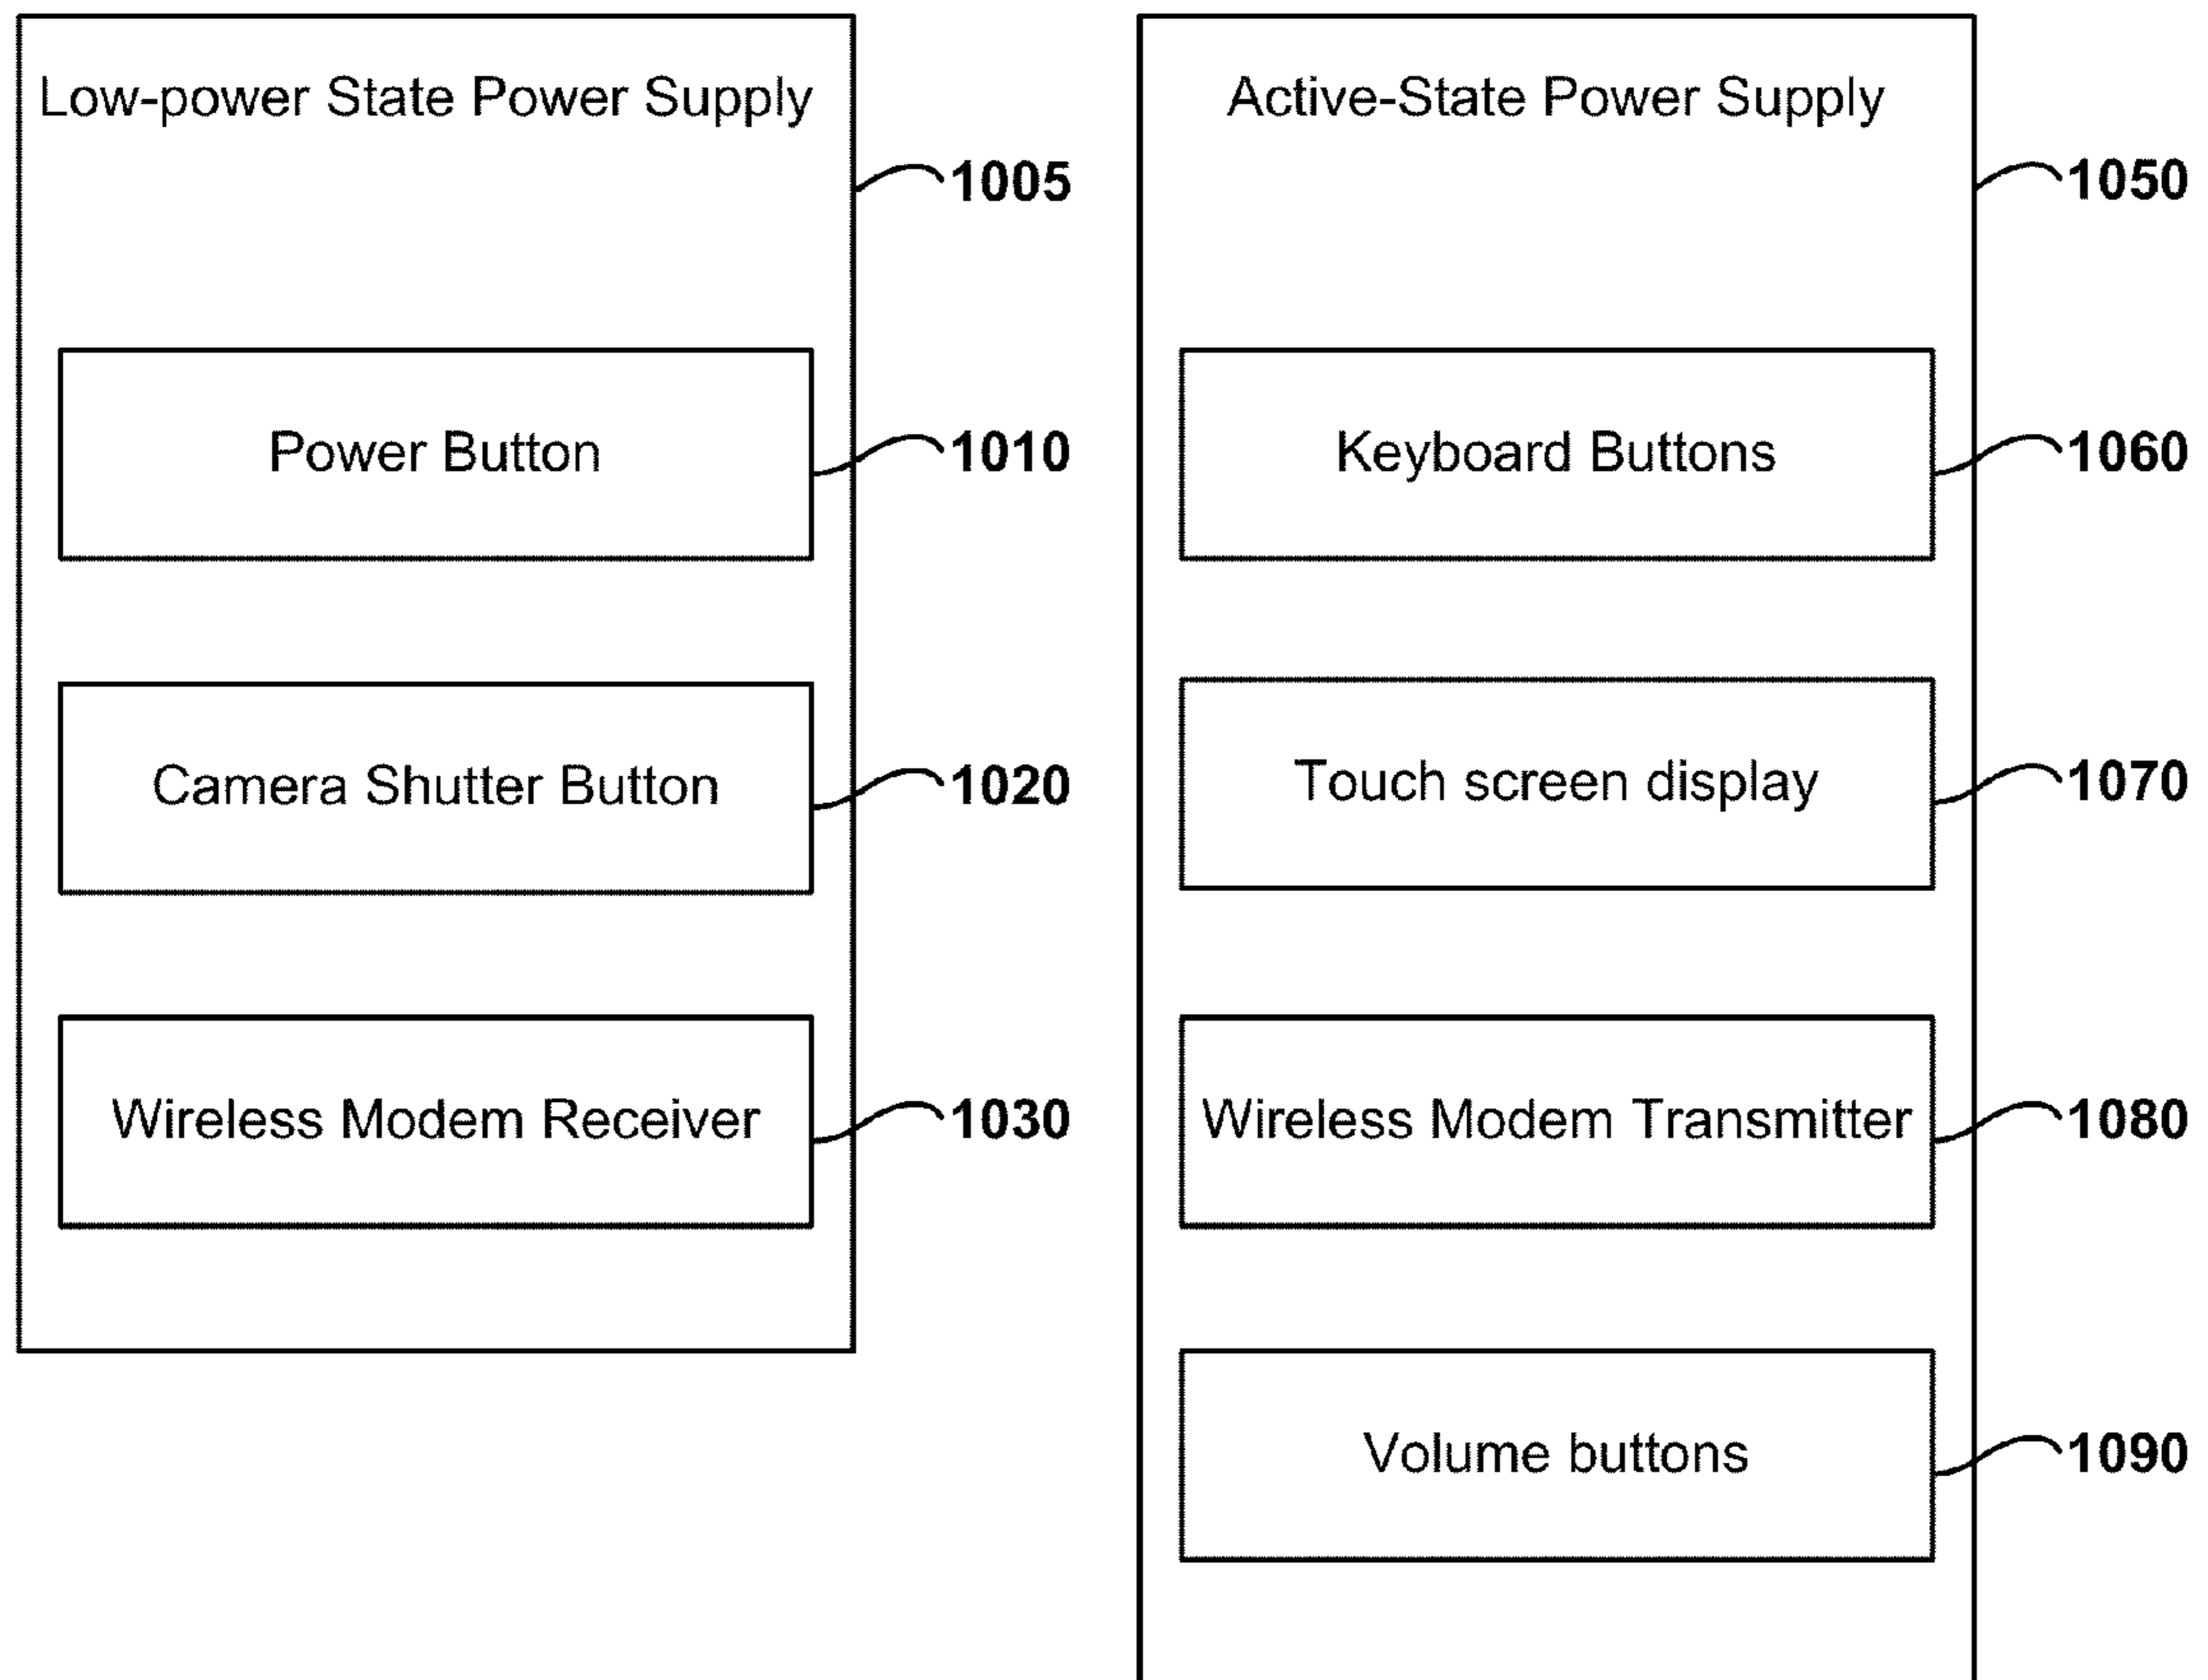 Low-power State Power Supply
1005
Power Button
1010
Camera Shutter Button
1020
Wireless Modem Receiver
1030
Active-State Power Supply
1050
Keyboard Buttons
1060
Touch screen display
1070
Wireless Modem Transmitter
1080
Volume buttons
1090